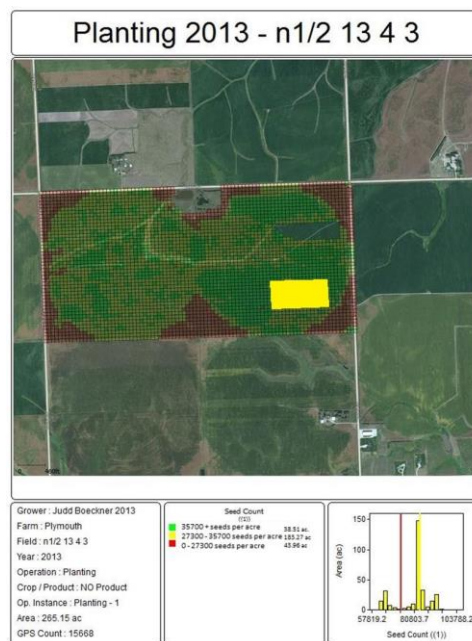 Planting 2013 - n1/2 13 4 3
Grower : Judd Boeckner 2013
Farm : Plymouth
Field : n1/2 13 4 3
Year : 2013
Operation : Planting
Crop / Product : NO Product
Op. Instance : Planting - 1
Area : 265.15 ac
GPS Count : 15668
Seed Count
((1))
35700 + seeds per acre 38.51 ac.
27300 - 35700 seeds per acre 183.27 ac
0 - 27300 seeds per acre 43.96 ac
Area (ac)
150
100
50
0
57819.2 80803.7 103788.2
Seed Count ((1))